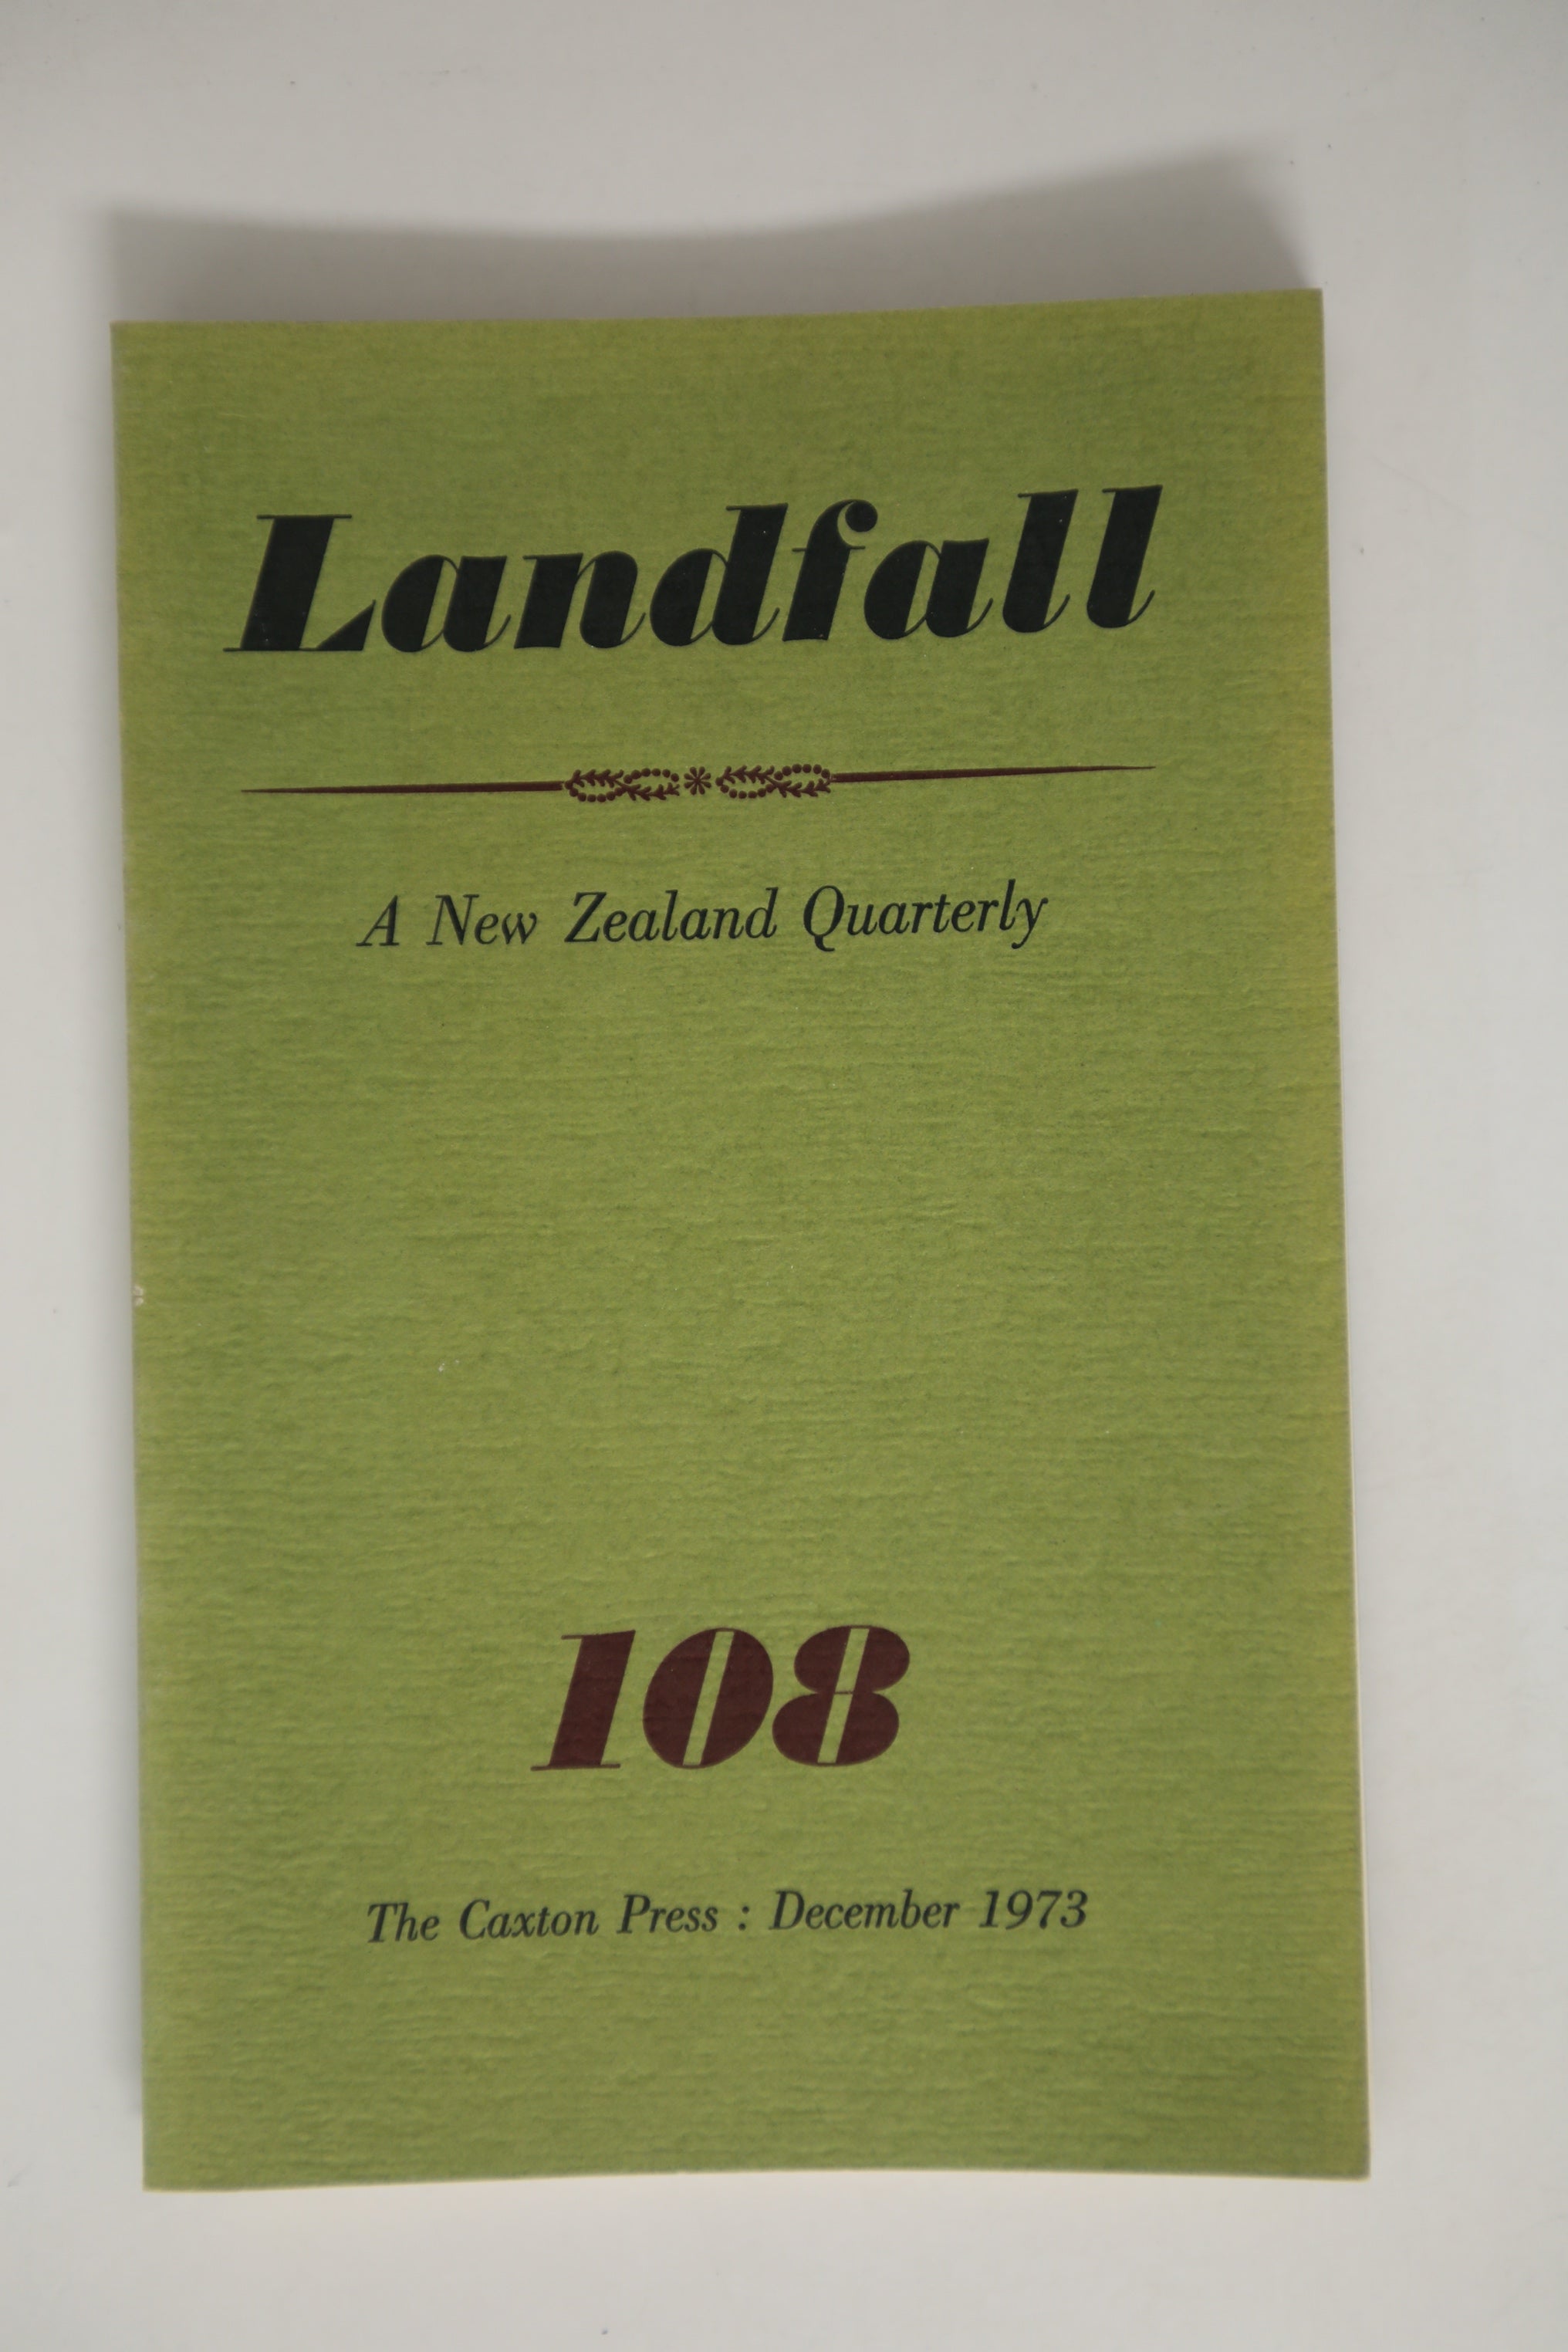 Landfall
A New Zealand Quarterly
108
The Caxton Press : December 1973